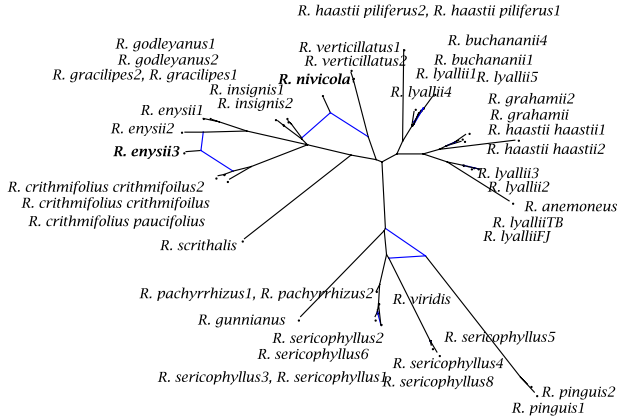 R. haastii piliferus2, R. haastii piliferus1
R. godleyanus1
R. verticillatus1
R. buchananii4
R. godleyanus2
R. verticillatus2
R. buchananii1
R. gracilipes2, R. gracilipes1
R. nivicola
R. lyallii1
R. lyallii5
R. insignis1
R. lyallii4
R. insignis2
R. grahamii2
R. enysii1
R. grahamii
R. enysii2
R. haastii haastii1
R. enysii3
R. haastii haastii2
R. lyallii3
R. crithmifolius crithmifoilus2
R. lyallii2
R. crithmifolius crithmifoilus
R. anemoneus
R. crithmifolius paucifolius
R. lyalliiTB
R. lyalliiFJ
R. scrithalis
R. pachyrrhizus1, R. pachyrrhizus2
R. viridis
R. gunnianus
R. sericophyllus2
R. sericophyllus5
R. sericophyllus6
R. sericophyllus4
R. sericophyllus3, R. sericophyllus1
R. sericophyllus8
R. pinguis2
R. pinguis1